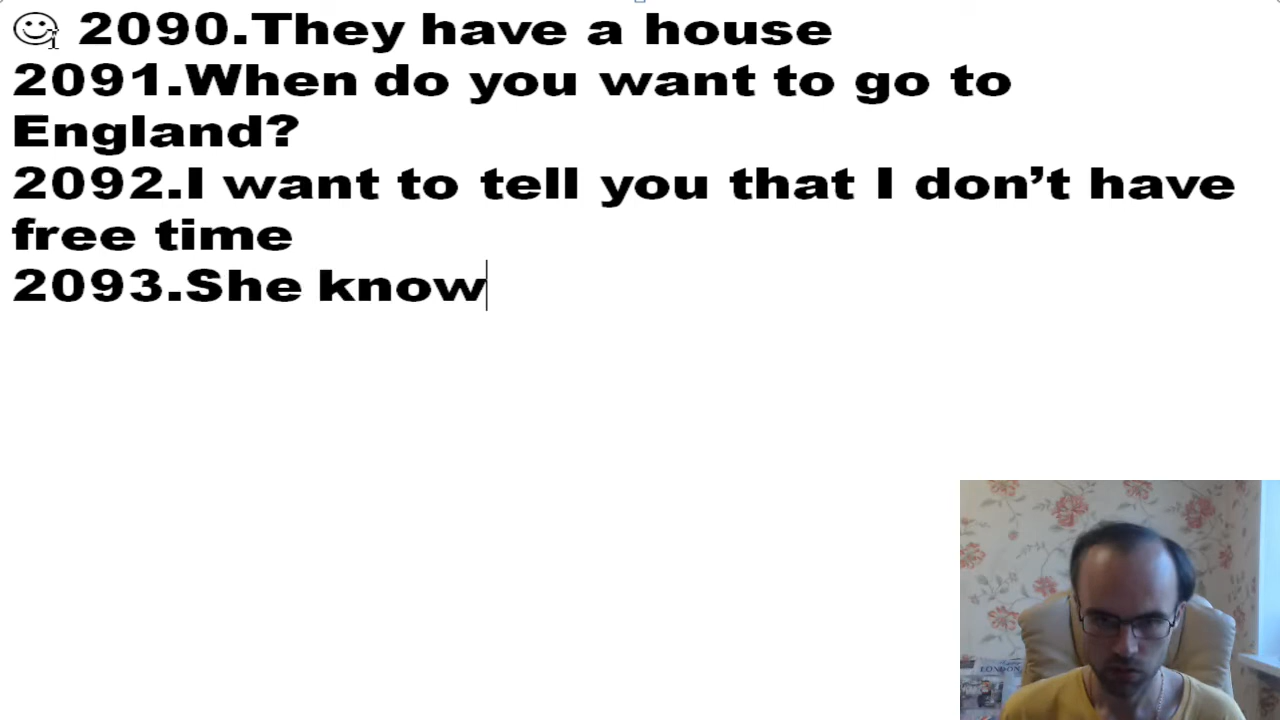 ☺ 2090.They have a house
2091.When do you want to go to
England?
2092.I want to tell you that I don’t have
free time
2093.She know
LONDON